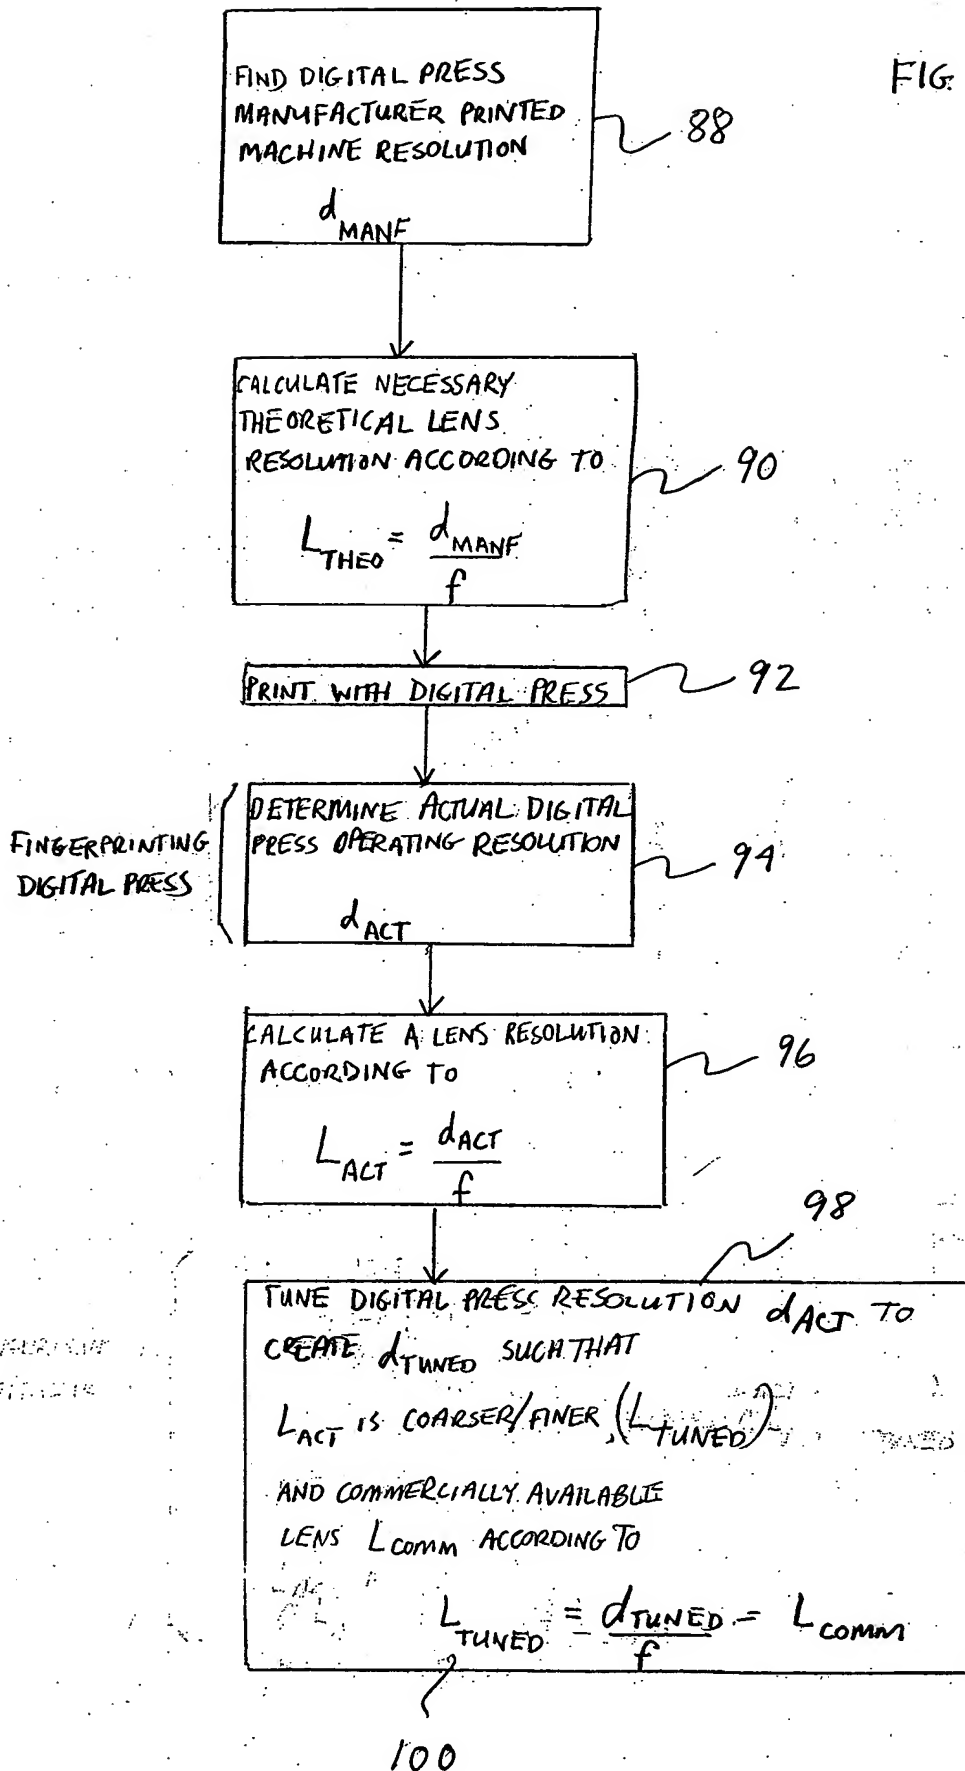 FIG
FIND DIGITAL PRESS
MANUFACTURER PRINTED
MACHINE RESOLUTION
d MANF
88
CALCULATE NECESSARY
THEORETICAL LENS
RESOLUTION ACCORDING TO
L THEO = d MANF / f
90
PRINT WITH DIGITAL PRESS
92
FINGERPRINTING
DIGITAL PRESS
DETERMINE ACTUAL DIGITAL
PRESS OPERATING RESOLUTION
d ACT
94
CALCULATE A LENS RESOLUTION
ACCORDING TO
L ACT = d ACT / f
96
98
TUNE DIGITAL PRESS RESOLUTION d ACT TO
CREATE d TUNED SUCH THAT
L ACT IS COARSER/FINER, (L TUNED)
AND COMMERCIALLY AVAILABLE
LENS L COMM ACCORDING TO
L TUNED = d TUNED / f = L COMM
100